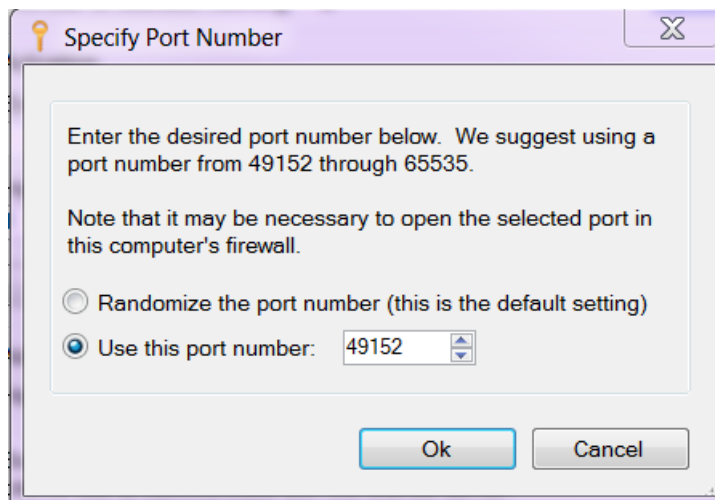 Specify Port Number
Enter the desired port number below.  We suggest using a
port number from 49152 through 65535.
Note that it may be necessary to open the selected port in
this computer's firewall.
Randomize the port number (this is the default setting)
Use this port number: 49152
Ok Cancel